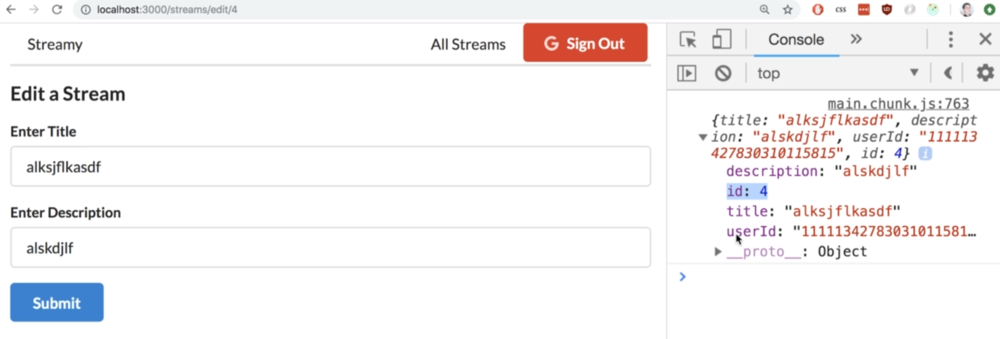 localhost:3000/streams/edit/4
css
UD
Streamy
All Streams
G Sign Out
Edit a Stream
Enter Title
alksjflkasdf
Enter Description
alskdjlf
Submit
Console
top
main.chunk.js:763
{title: "alksjflkasdf", descript
ion: "alskdjlf", userId: "111113
427830310115815", id: 4} i
description: "alskdjlf"
id: 4
title: "alksjflkasdf"
userId: "11111342783031011581…
__proto__: Object